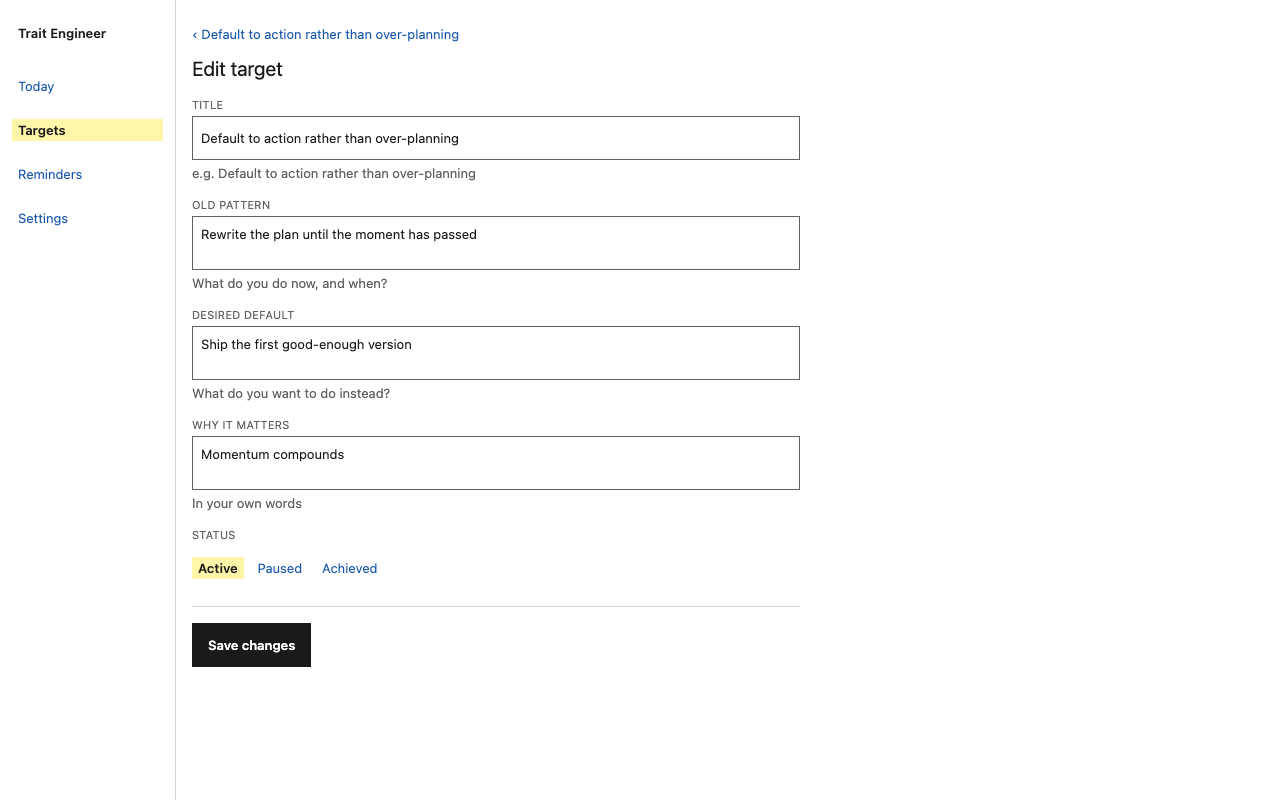 Trait Engineer
Today
Targets
Reminders
Settings
‹ Default to action rather than over-planning
Edit target
TITLE
Default to action rather than over-planning
e.g. Default to action rather than over-planning
OLD PATTERN
Rewrite the plan until the moment has passed
What do you do now, and when?
DESIRED DEFAULT
Ship the first good-enough version
What do you want to do instead?
WHY IT MATTERS
Momentum compounds
In your own words
STATUS
Active Paused Achieved
Save changes